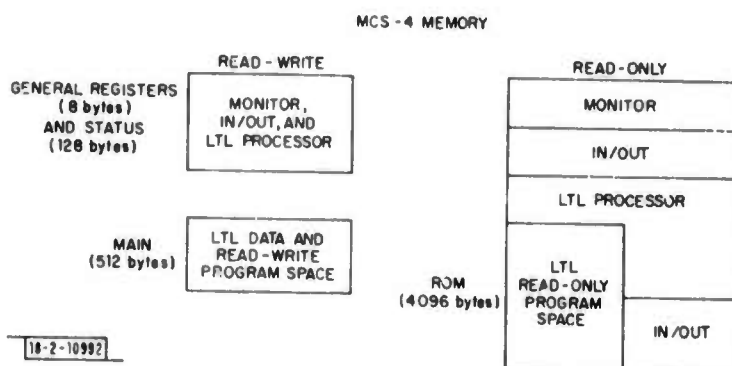 MCS-4 MEMORY
READ-WRITE
GENERAL REGISTERS
(8 bytes)
AND STATUS
(128 bytes)
MONITOR,
IN/OUT, AND
LTL PROCESSOR
MAIN
(512 bytes)
LTL DATA AND
READ-WRITE
PROGRAM SPACE
READ-ONLY
MONITOR
IN/OUT
LTL PROCESSOR
ROM
(4096 bytes)
LTL
READ-ONLY
PROGRAM
SPACE
IN/OUT
18-2-10992